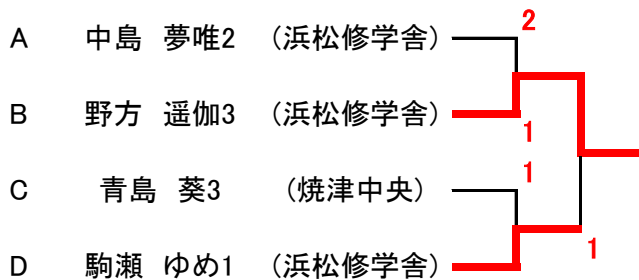 A 中島 夢唯2 (浜松修学舎) 2
B 野方 遥伽3 (浜松修学舎) 1
C 青島 葵3 (焼津中央) 1
D 駒瀬 ゆめ1 (浜松修学舎) 1